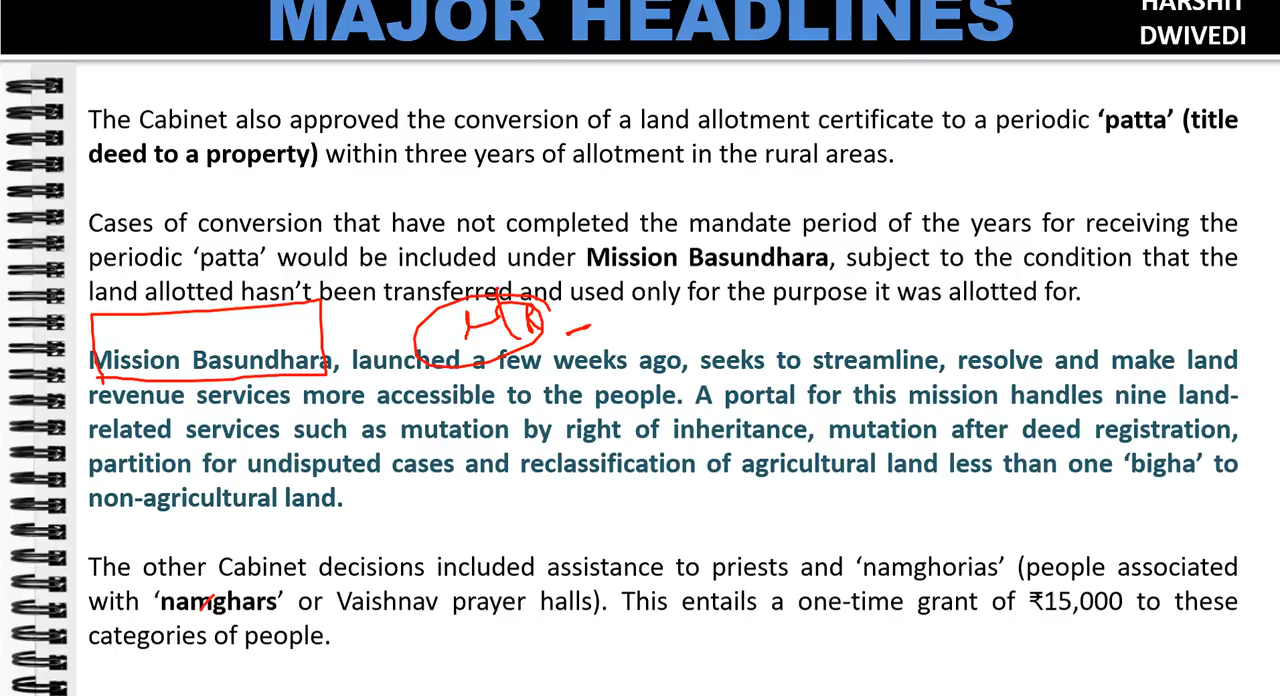 MAJOR HEADLINES
HARSHIT
DWIVEDI
The Cabinet also approved the conversion of a land allotment certificate to a periodic ‘patta’ (title
deed to a property) within three years of allotment in the rural areas.
Cases of conversion that have not completed the mandate period of the years for receiving the
periodic ‘patta’ would be included under Mission Basundhara, subject to the condition that the
land allotted hasn’t been transferred and used only for the purpose it was allotted for.
Mission Basundhara, launched a few weeks ago, seeks to streamline, resolve and make land
revenue services more accessible to the people. A portal for this mission handles nine land-
related services such as mutation by right of inheritance, mutation after deed registration,
partition for undisputed cases and reclassification of agricultural land less than one ‘bigha’ to
non-agricultural land.
The other Cabinet decisions included assistance to priests and ‘namghorias’ (people associated
with ‘namghars’ or Vaishnav prayer halls). This entails a one-time grant of ₹15,000 to these
categories of people.